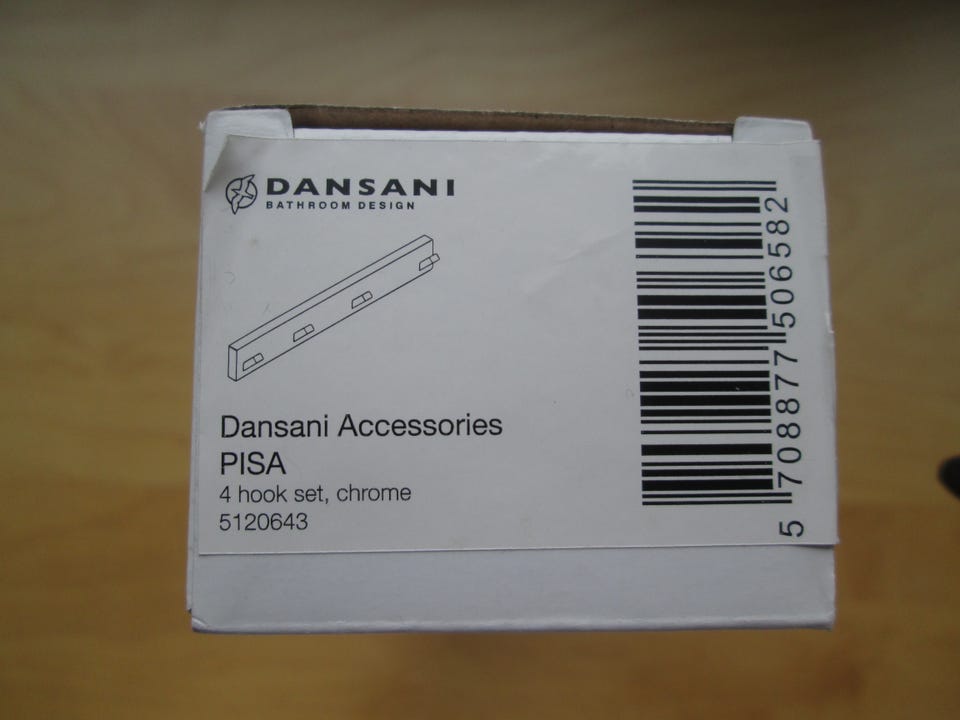 DANSANI
BATHROOM DESIGN
Dansani Accessories
PISA
4 hook set, chrome
5120643
5 708877 506582